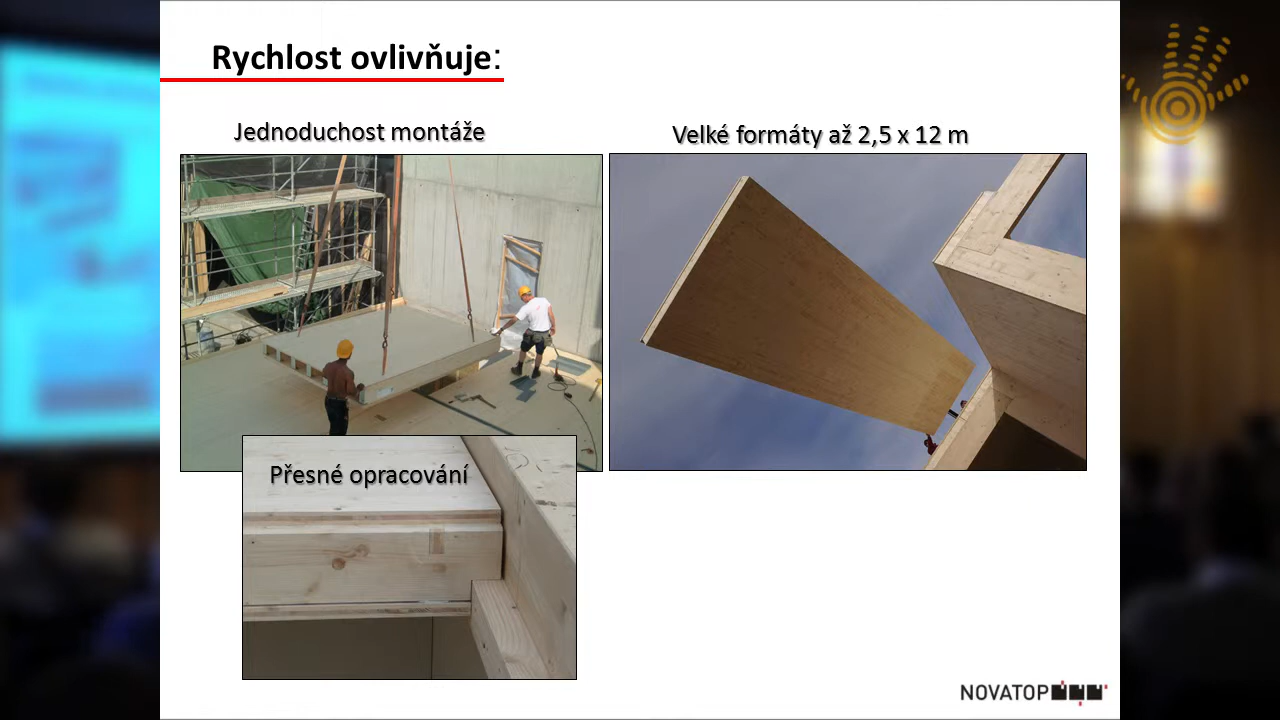 Rychlost ovlivňuje:
Jednoduchost montáže
Velké formáty až 2,5 x 12 m
Přesné opracování
NOVATOP